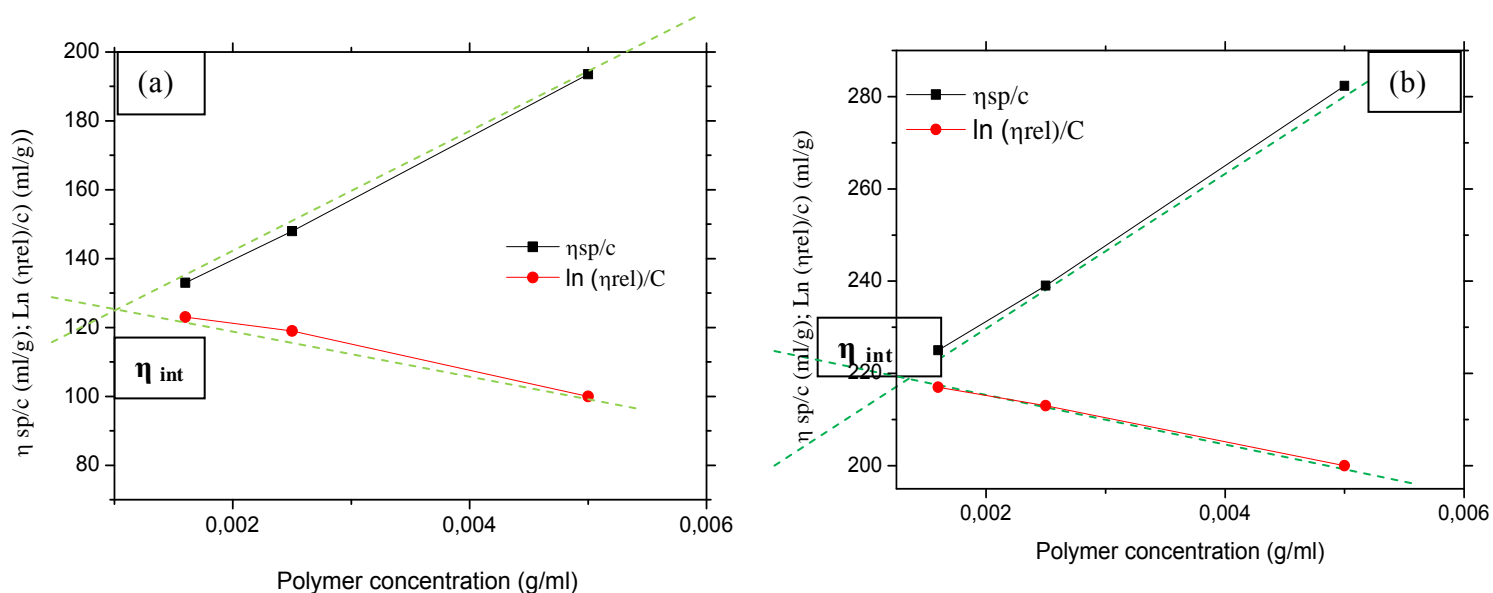 (a)
200
180
160
140
120
100
80
η sp/c (ml/g); Ln (ηrel)/c) (ml/g))
ηsp/c
ln (ηrel)/C
η int
0,002
0,004
0,006
Polymer concentration (g/ml)
(b)
280
260
240
220
200
η sp/c (ml/g); Ln (ηrel)/c) (ml/g)
ηsp/c
ln (ηrel)/C
η int
0,002
0,004
0,006
Polymer concentration (g/ml)